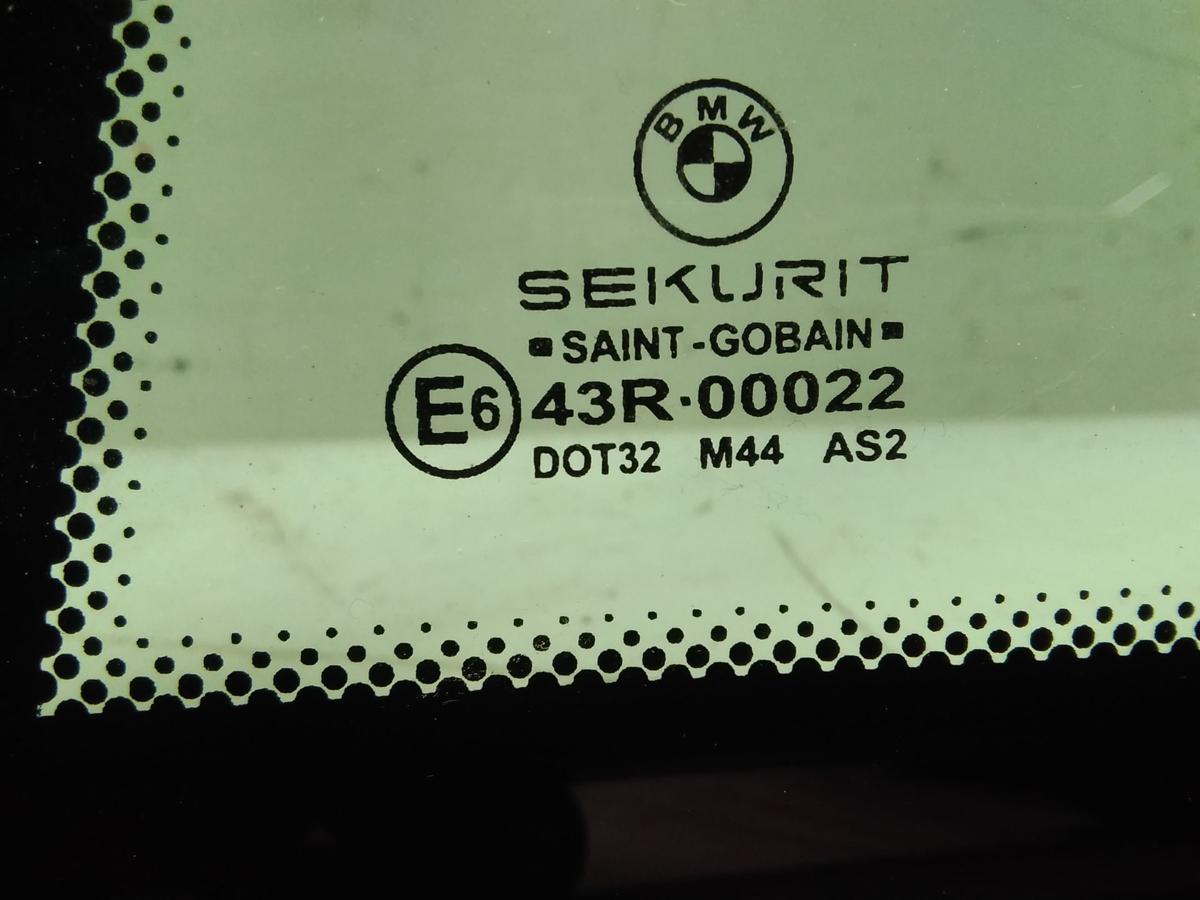 BMW
SEKURIT
▪SAINT-GOBAIN▪
E6 43R·00022
DOT32 M44 AS2